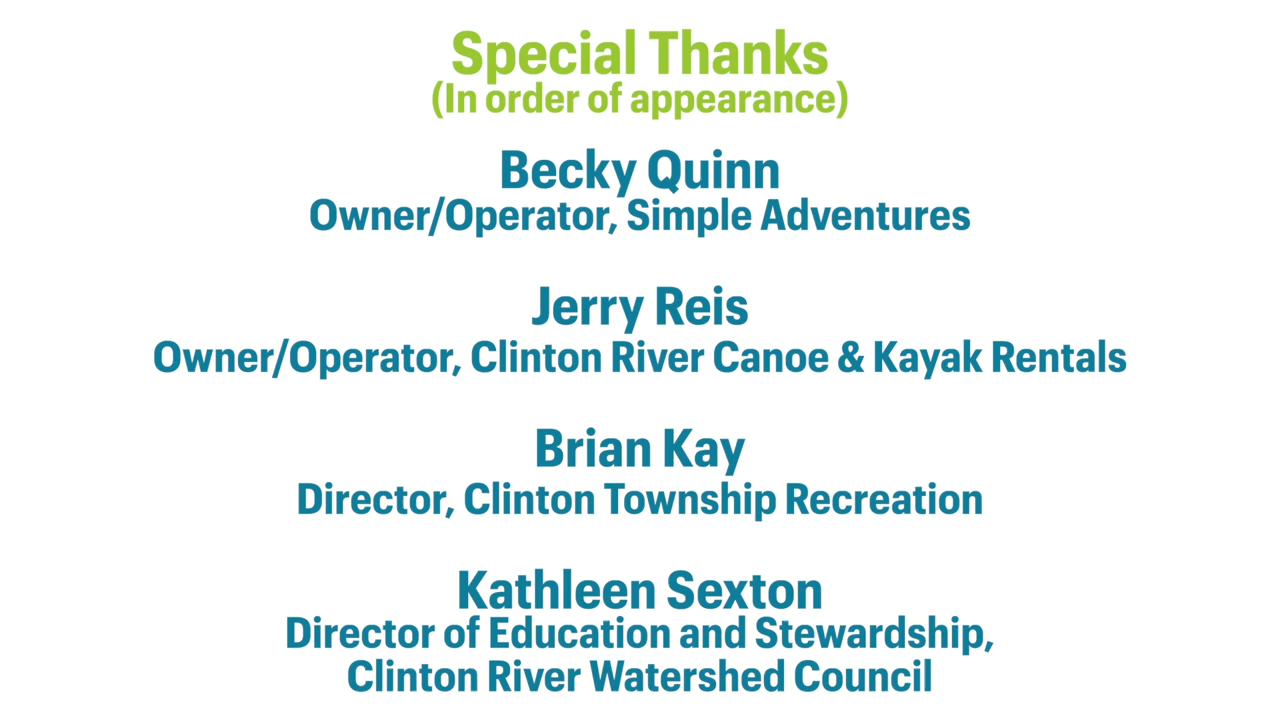 Special Thanks
(In order of appearance)
Becky Quinn
Owner/Operator, Simple Adventures
Jerry Reis
Owner/Operator, Clinton River Canoe & Kayak Rentals
Brian Kay
Director, Clinton Township Recreation
Kathleen Sexton
Director of Education and Stewardship,
Clinton River Watershed Council